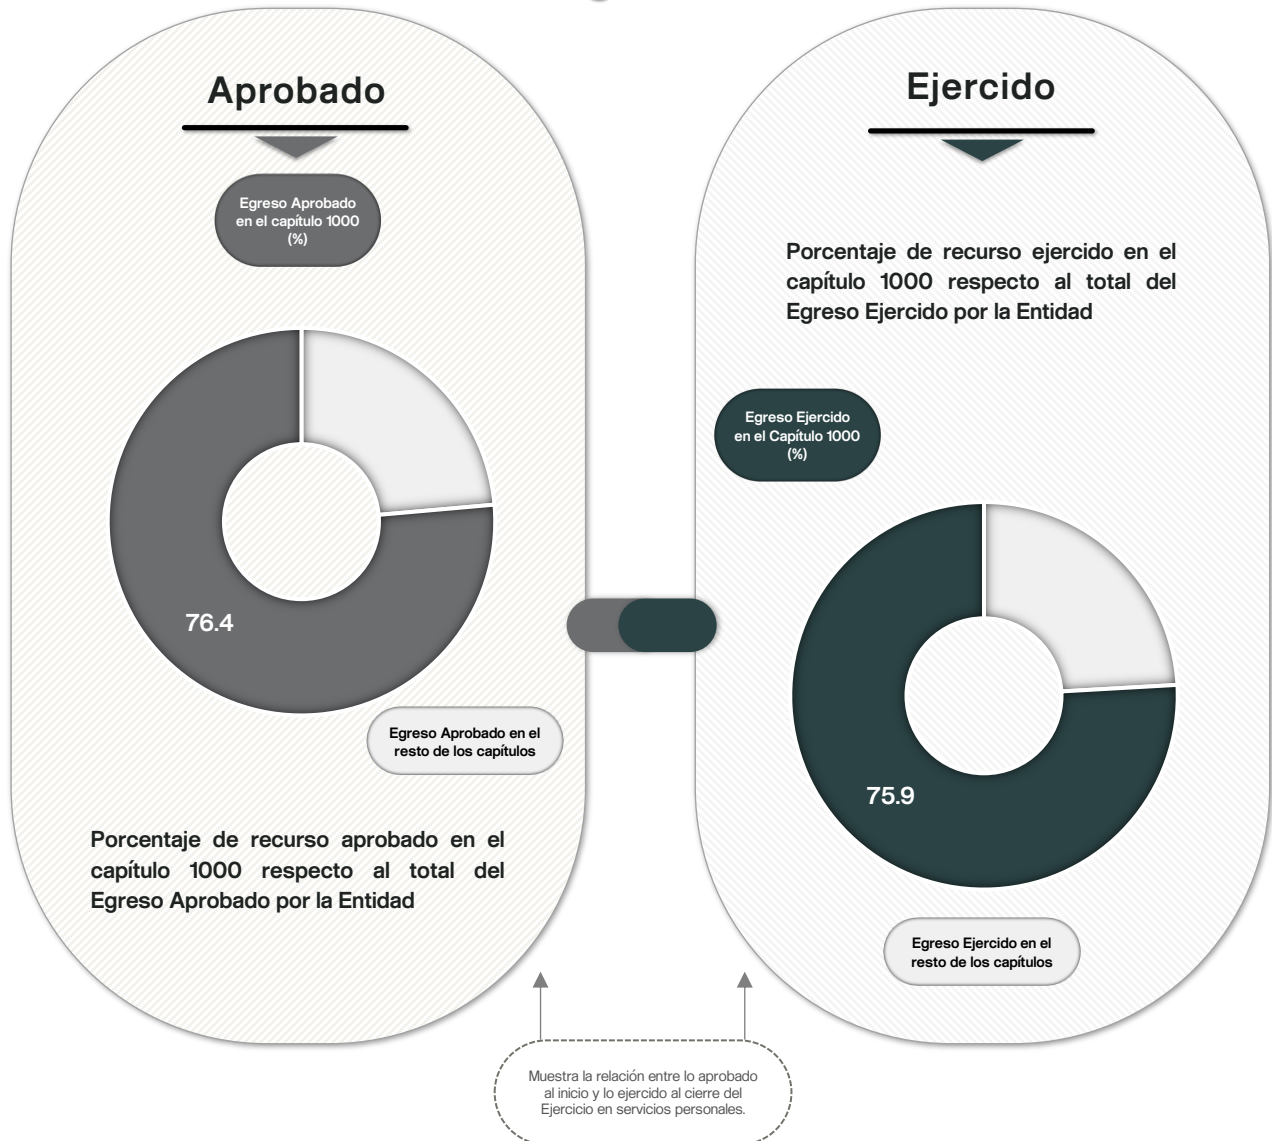 Aprobado
Egreso Aprobado
en el capítulo 1000
(%)
76.4
Egreso Aprobado en el
resto de los capítulos
Porcentaje de recurso aprobado en el
capítulo 1000 respecto al total del
Egreso Aprobado por la Entidad
Ejercido
Porcentaje de recurso ejercido en el
capítulo 1000 respecto al total del
Egreso Ejercido por la Entidad
Egreso Ejercido
en el Capítulo 1000
(%)
75.9
Egreso Ejercido en el
resto de los capítulos
Muestra la relación entre lo aprobado
al inicio y lo ejercido al cierre del
Ejercicio en servicios personales.